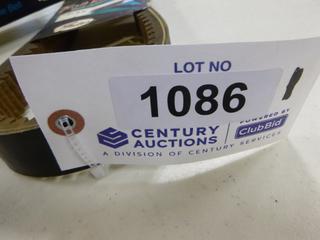 LOT NO
1086
CENTURY
AUCTIONS
POWERED BY
ClubBid
A DIVISION OF CENTURY SERVICES